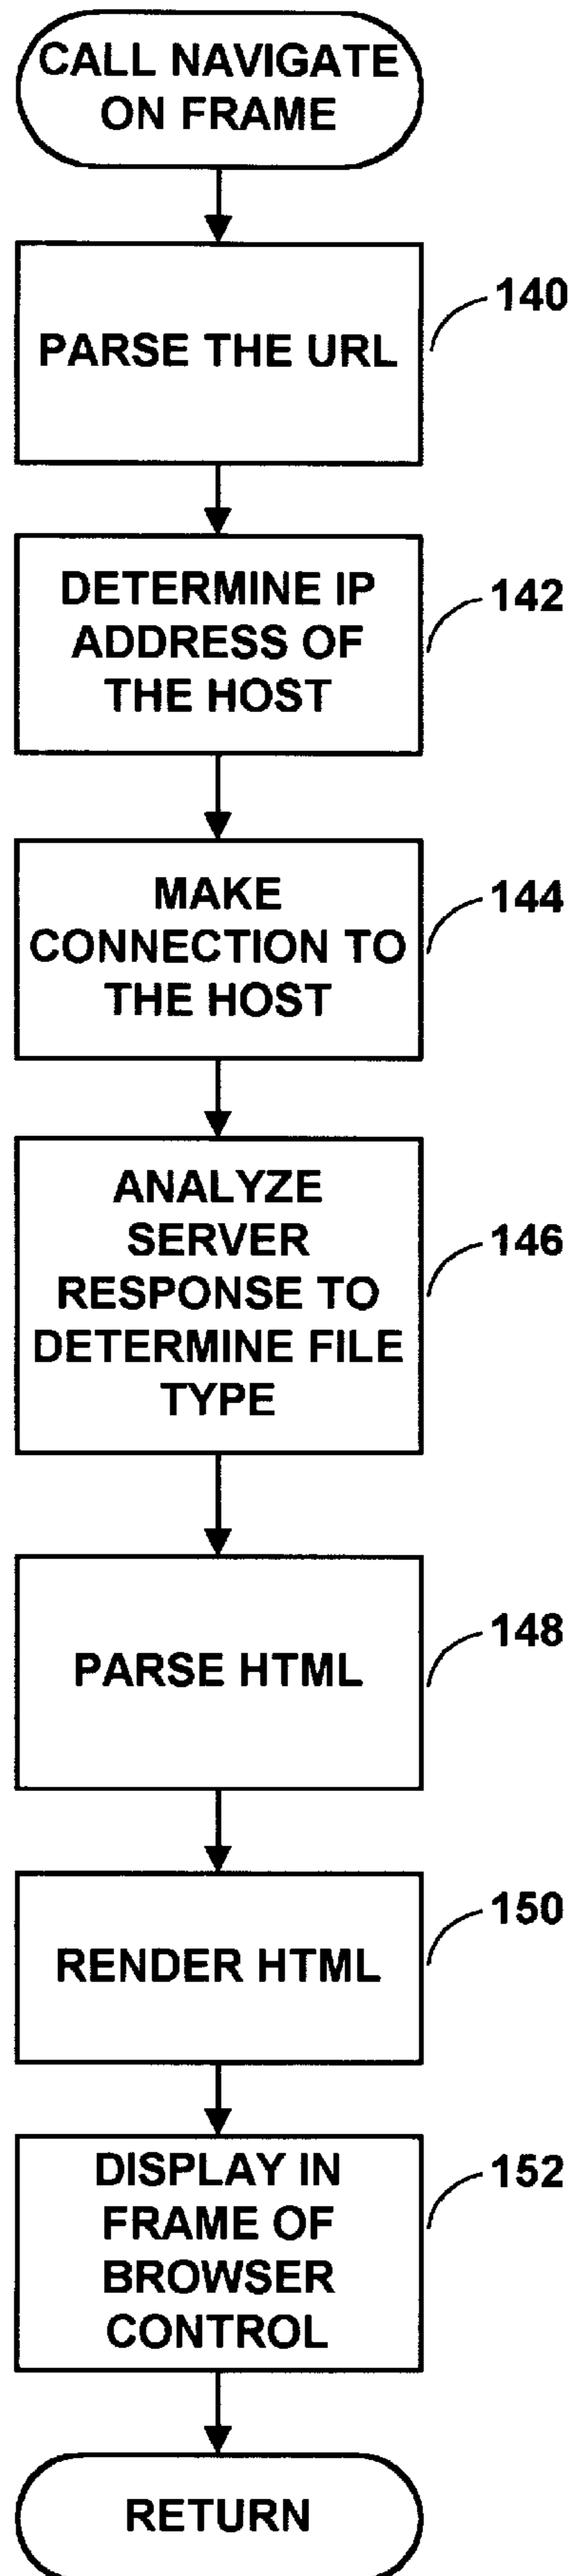 CALL NAVIGATE
ON FRAME
PARSE THE URL
140
DETERMINE IP
ADDRESS OF
THE HOST
142
MAKE
CONNECTION TO
THE HOST
144
ANALYZE
SERVER
RESPONSE TO
DETERMINE FILE
TYPE
146
PARSE HTML
148
RENDER HTML
150
DISPLAY IN
FRAME OF
BROWSER
CONTROL
152
RETURN